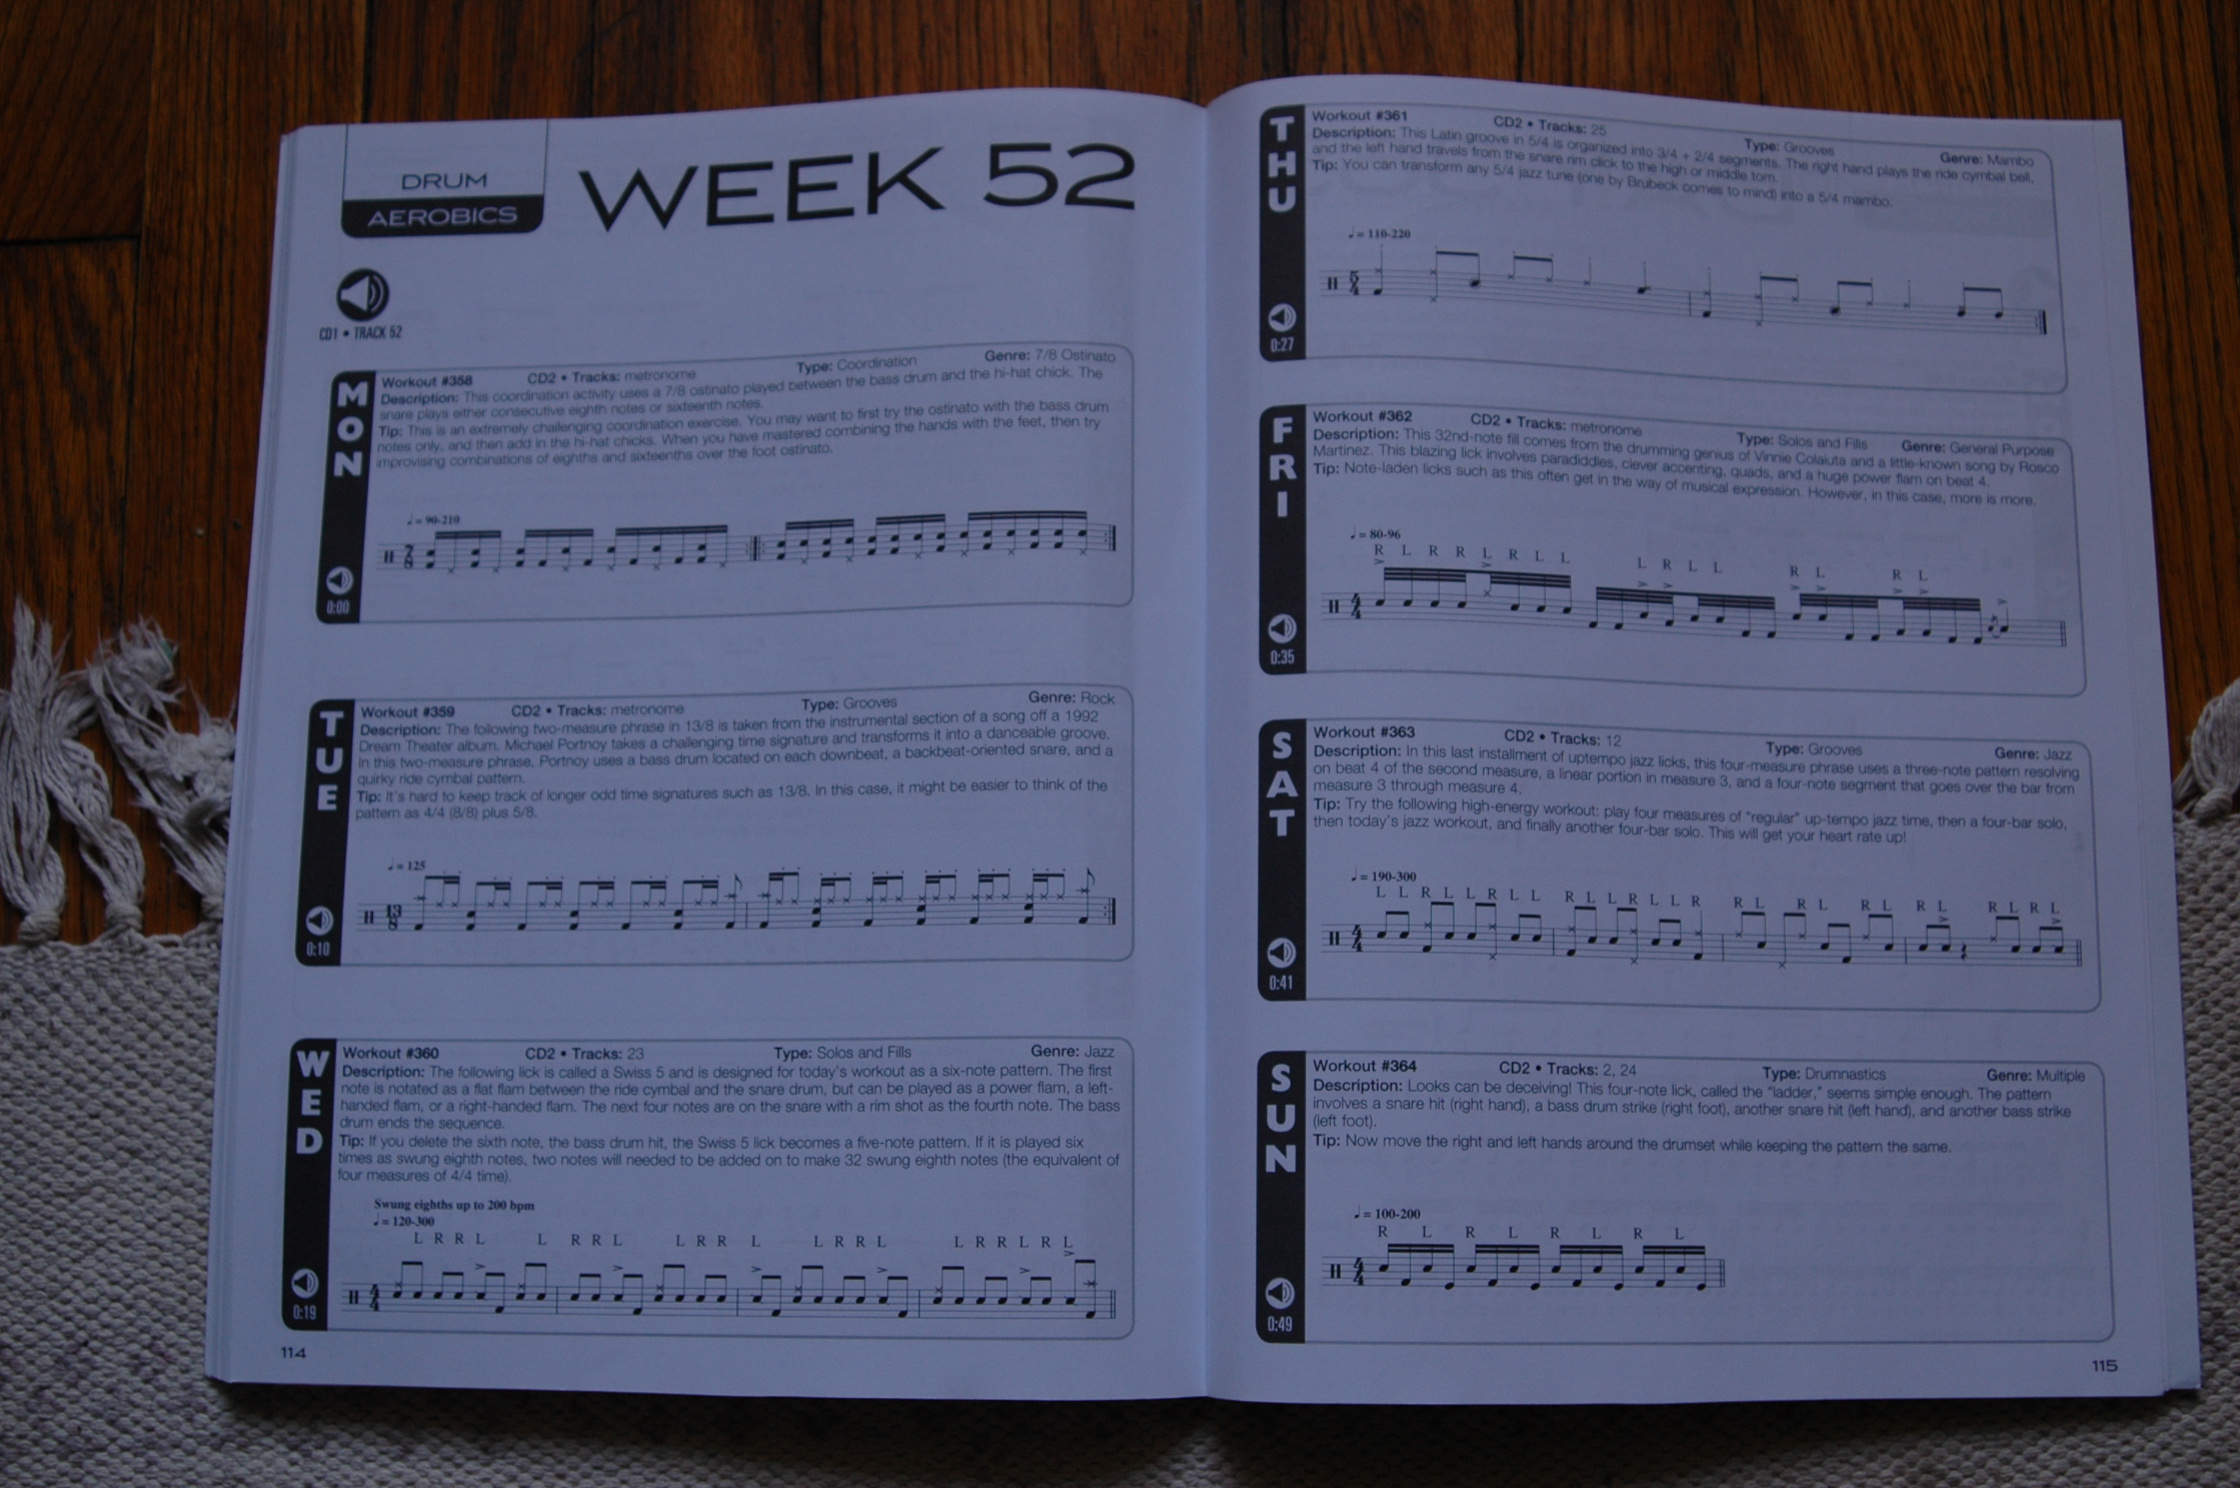 DRUM
AEROBICS
WEEK 52
CD1 • TRACK 52
MON
0:00
Workout #358 CD2 • Tracks: metronome Type: Coordination Genre: 7/8 Ostinato
Description: This coordination activity uses a 7/8 ostinato played between the bass drum and the hi-hat chick. The
snare plays either consecutive eighth notes or sixteenth notes.
Tip: This is an extremely challenging coordination exercise. You may want to first try the ostinato with the bass drum
notes only, and then add in the hi-hat chicks. When you have mastered combining the hands with the feet, then try
improvising combinations of eighths and sixteenths over the foot ostinato.
♩ = 90-210
7
8
TUE
0:10
Workout #359 CD2 • Tracks: metronome Type: Grooves Genre: Rock
Description: The following two-measure phrase in 13/8 is taken from the instrumental section of a song off a 1992
Dream Theater album. Michael Portnoy takes a challenging time signature and transforms it into a danceable groove.
In this two-measure phrase, Portnoy uses a bass drum located on each downbeat, a backbeat-oriented snare, and a
quirky ride cymbal pattern.
Tip: It's hard to keep track of longer odd time signatures such as 13/8. In this case, it might be easier to think of the
pattern as 4/4 (8/8) plus 5/8.
♩ = 125
13
8
WED
0:19
Workout #360 CD2 • Tracks: 23 Type: Solos and Fills Genre: Jazz
Description: The following lick is called a Swiss 5 and is designed for today's workout as a six-note pattern. The first
note is notated as a flat flam between the ride cymbal and the snare drum, but can be played as a power flam, a left-
handed flam, or a right-handed flam. The next four notes are on the snare with a rim shot as the fourth note. The bass
drum ends the sequence.
Tip: If you delete the sixth note, the bass drum hit, the Swiss 5 lick becomes a five-note pattern. If it is played six
times as swung eighth notes, two notes will needed to be added on to make 32 swung eighth notes (the equivalent of
four measures of 4/4 time).
Swung eighths up to 200 bpm
♩ = 120-300
L R R L L R R L L R R L L R R L L R R L R L
4
4
114
THU
0:27
Workout #361 CD2 • Tracks: 25 Type: Grooves Genre: Mambo
Description: This Latin groove in 5/4 is organized into 3/4 + 2/4 segments. The right hand plays the ride cymbal bell,
and the left hand travels from the snare rim click to the high or middle tom.
Tip: You can transform any 5/4 jazz tune (one by Brubeck comes to mind) into a 5/4 mambo.
♩ = 110-220
5
4
FRI
0:35
Workout #362 CD2 • Tracks: metronome Type: Solos and Fills Genre: General Purpose
Description: This 32nd-note fill comes from the drumming genius of Vinnie Colaiuta and a little-known song by Rosco
Martinez. This blazing lick involves paradiddles, clever accenting, quads, and a huge power flam on beat 4.
Tip: Note-laden licks such as this often get in the way of musical expression. However, in this case, more is more.
♩ = 80-96
R L R R L R L L L R L L R L R L
4
4
SAT
0:41
Workout #363 CD2 • Tracks: 12 Type: Grooves Genre: Jazz
Description: In this last installment of uptempo jazz licks, this four-measure phrase uses a three-note pattern resolving
on beat 4 of the second measure, a linear portion in measure 3, and a four-note segment that goes over the bar from
measure 3 through measure 4.
Tip: Try the following high-energy workout: play four measures of "regular" up-tempo jazz time, then a four-bar solo,
then today's jazz workout, and finally another four-bar solo. This will get your heart rate up!
♩ = 190-300
L L R L L R L L R L L R L L R R L R L R L R L R L R L
4
4
SUN
0:49
Workout #364 CD2 • Tracks: 2, 24 Type: Drumnastics Genre: Multiple
Description: Looks can be deceiving! This four-note lick, called the "ladder," seems simple enough. The pattern
involves a snare hit (right hand), a bass drum strike (right foot), another snare hit (left hand), and another bass strike
(left foot).
Tip: Now move the right and left hands around the drumset while keeping the pattern the same.
♩ = 100-200
R L R L R L R L
4
4
115